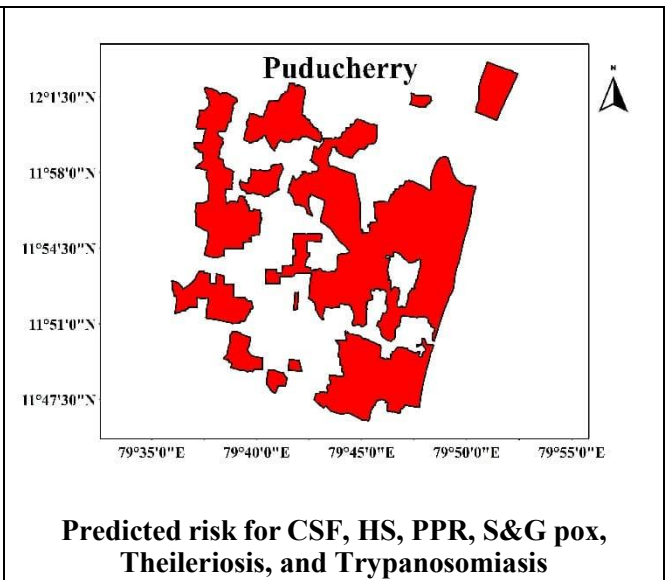 Puducherry
N
12°1'30"N
11°58'0"N
11°54'30"N
11°51'0"N
11°47'30"N
79°35'0"E 79°40'0"E 79°45'0"E 79°50'0"E 79°55'0"E
Predicted risk for CSF, HS, PPR, S&G pox,
Theileriosis, and Trypanosomiasis